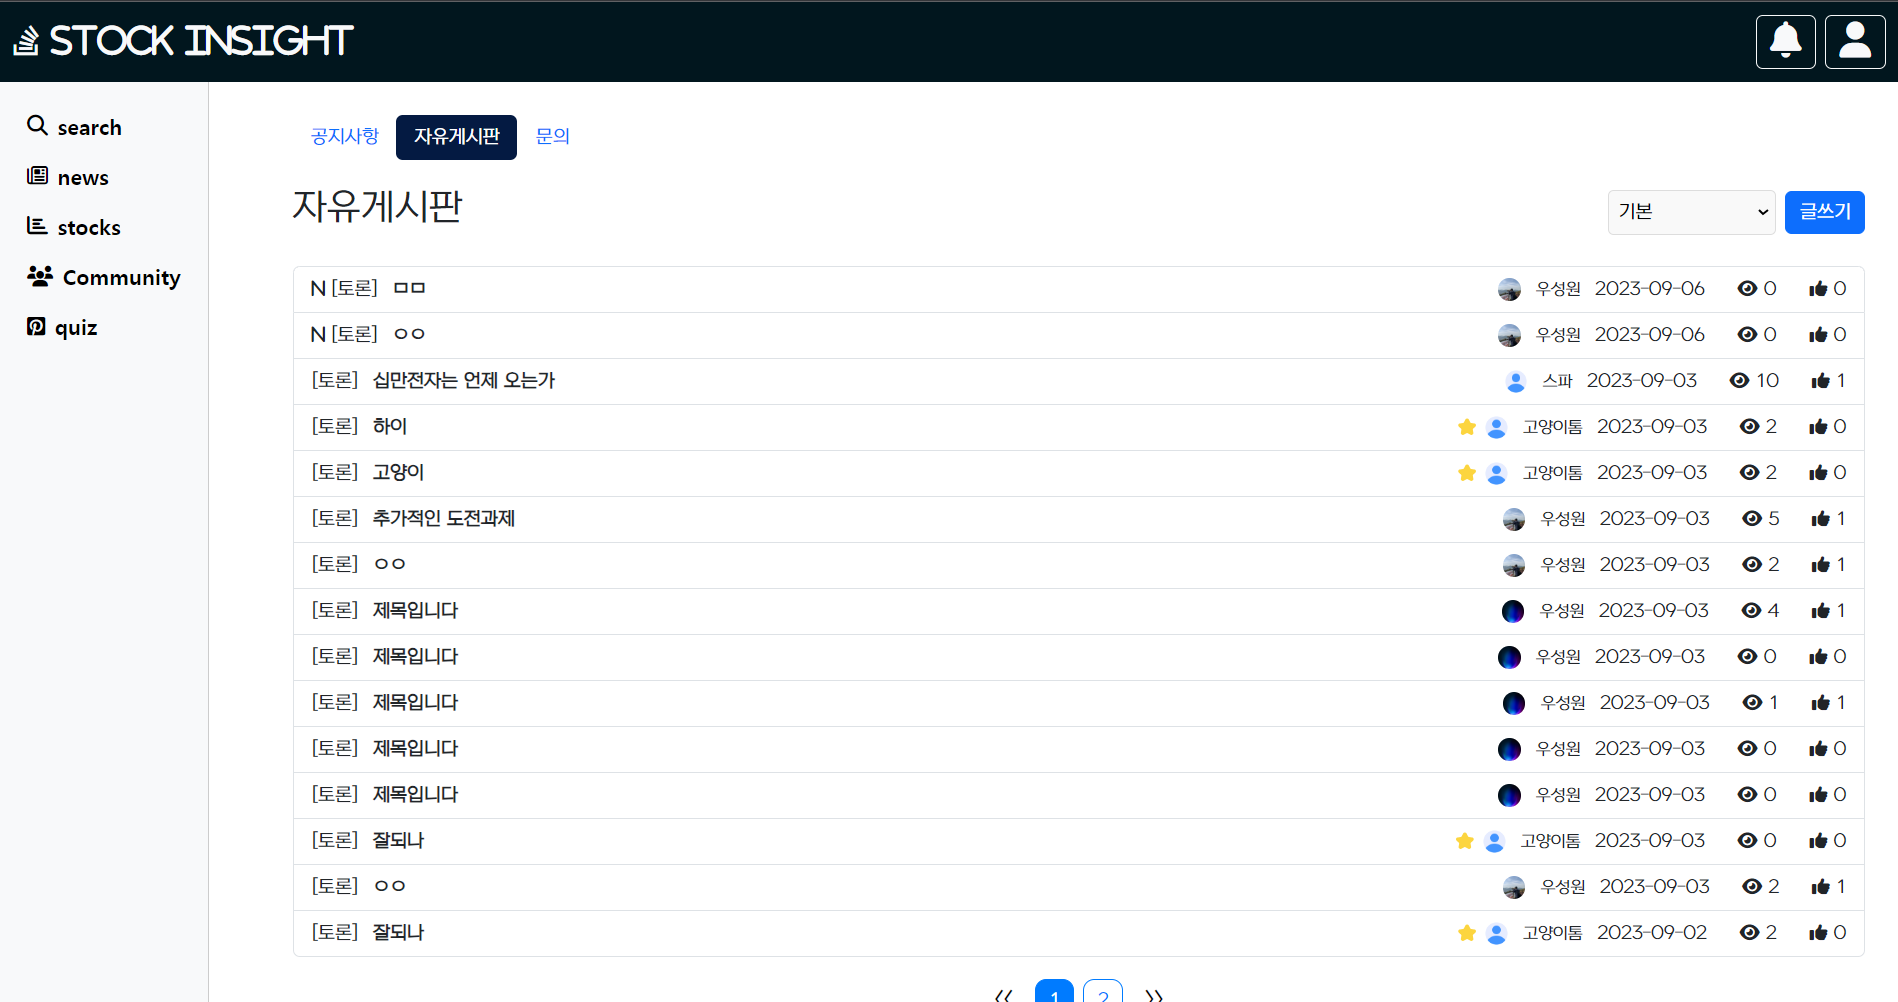 STOCK INSIGHT
search
news
stocks
Community
quiz
공지사항 자유게시판 문의
자유게시판 기본 글쓰기
N [토론] ㅁㅁ 우성원 2023-09-06 0 0
N [토론] ㅇㅇ 우성원 2023-09-06 0 0
[토론] 십만전자는 언제 오는가 스파 2023-09-03 10 1
[토론] 하이 고양이톰 2023-09-03 2 0
[토론] 고양이 고양이톰 2023-09-03 2 0
[토론] 추가적인 도전과제 우성원 2023-09-03 5 1
[토론] ㅇㅇ 우성원 2023-09-03 2 1
[토론] 제목입니다 우성원 2023-09-03 4 1
[토론] 제목입니다 우성원 2023-09-03 0 0
[토론] 제목입니다 우성원 2023-09-03 1 1
[토론] 제목입니다 우성원 2023-09-03 0 0
[토론] 제목입니다 우성원 2023-09-03 0 0
[토론] 잘되나 고양이톰 2023-09-03 0 0
[토론] ㅇㅇ 우성원 2023-09-03 2 1
[토론] 잘되나 고양이톰 2023-09-02 2 0
« 1 2 »